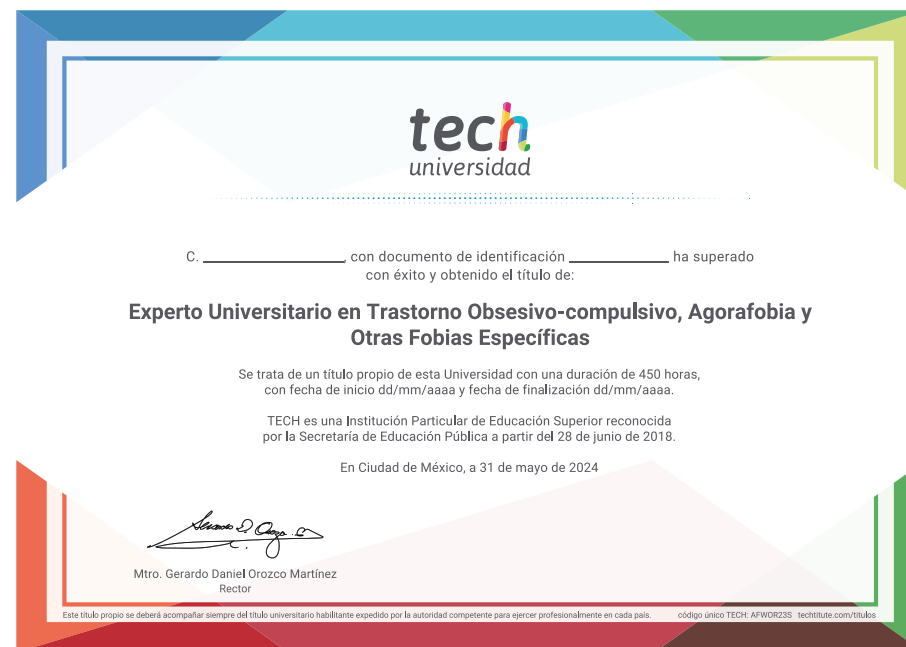 tech
universidad
C. ____________________, con documento de identificación ______________ ha superado
con éxito y obtenido el título de:
Experto Universitario en Trastorno Obsesivo-compulsivo, Agorafobia y
Otras Fobias Específicas
Se trata de un título propio de esta Universidad con una duración de 450 horas,
con fecha de inicio dd/mm/aaaa y fecha de finalización dd/mm/aaaa.
TECH es una Institución Particular de Educación Superior reconocida
por la Secretaría de Educación Pública a partir del 28 de junio de 2018.
En Ciudad de México, a 31 de mayo de 2024
Mtro. Gerardo Daniel Orozco Martínez
Rector
Este título propio se deberá acompañar siempre del título universitario habilitante expedido por la autoridad competente para ejercer profesionalmente en cada país. código único TECH: AFWOR23S techtitute.com/titulos